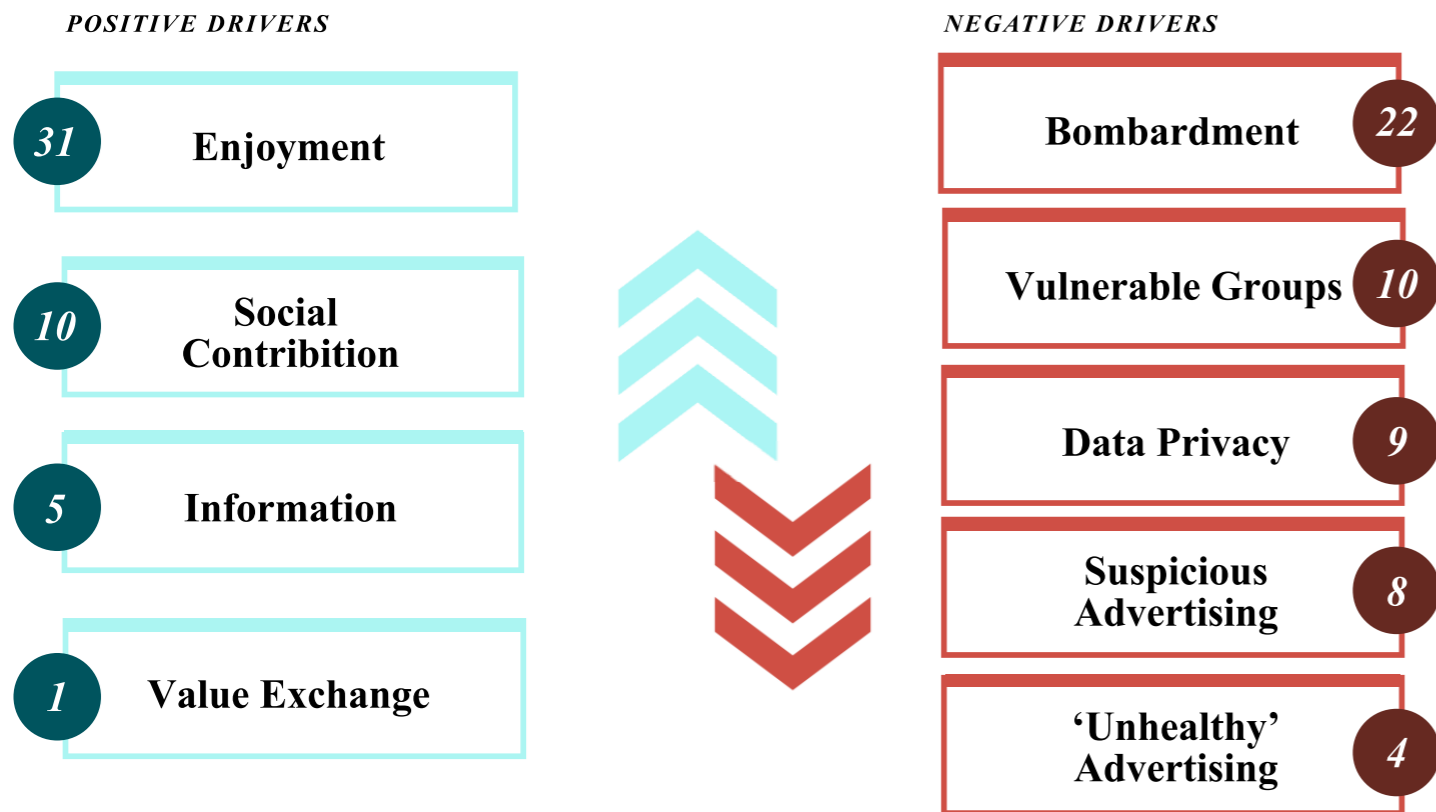 POSITIVE DRIVERS
31
Enjoyment
10
Social
Contribition
5
Information
1
Value Exchange
NEGATIVE DRIVERS
Bombardment
22
Vulnerable Groups
10
Data Privacy
9
Suspicious
Advertising
8
‘Unhealthy’
Advertising
4